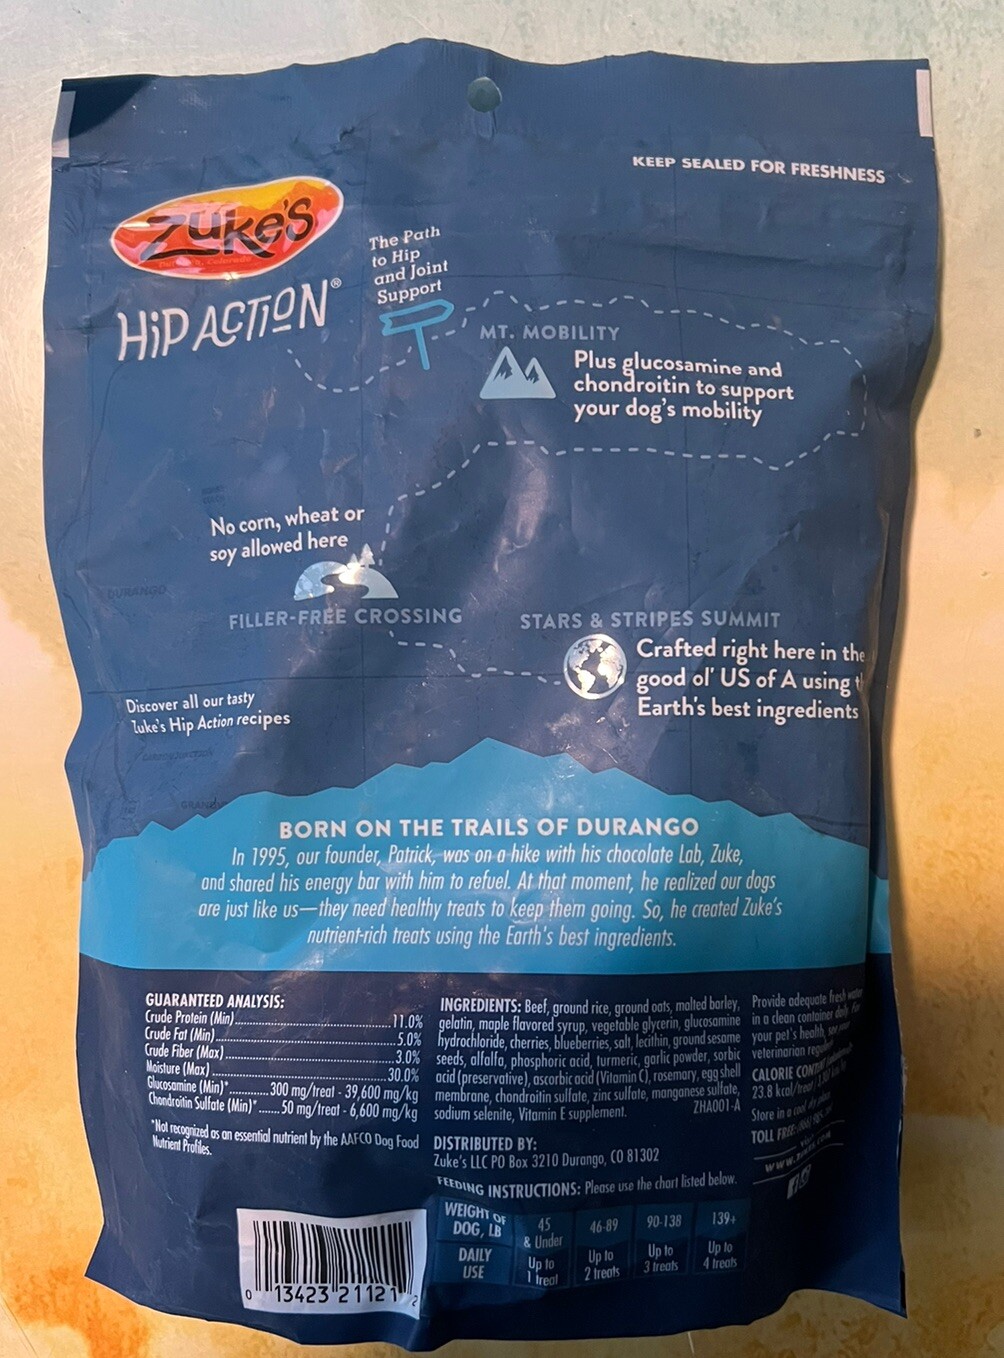 KEEP SEALED FOR FRESHNESS
Zuke's
HiP ACTiON®
The Path
to Hip
and Joint
Support
MT. MOBILITY
Plus glucosamine and
chondroitin to support
your dog's mobility
No corn, wheat or
soy allowed here
DURANGO
FILLER-FREE CROSSING
STARS & STRIPES SUMMIT
Crafted right here in the
good ol' US of A using
Earth's best ingredients
Discover all our tasty
Zuke's Hip Action recipes
BORN ON THE TRAILS OF DURANGO
In 1995, our founder, Patrick, was on a hike with his chocolate Lab, Zuke,
and shared his energy bar with him to refuel. At that moment, he realized our dogs
are just like us—they need healthy treats to keep them going. So, he created Zuke's
nutrient-rich treats using the Earth's best ingredients.
GUARANTEED ANALYSIS:
Crude Protein (Min)..........11.0%
Crude Fat (Min)..........5.0%
Crude Fiber (Max)..........3.0%
Moisture (Max)..........30.0%
Glucosamine (Min)*..........300 mg/treat - 39,600 mg/kg
Chondroitin Sulfate (Min)*.......50 mg/treat - 6,600 mg/kg
*Not recognized as an essential nutrient by the AAFCO Dog Food
Nutrient Profiles.
INGREDIENTS: Beef, ground rice, ground oats, malted barley,
gelatin, maple flavored syrup, vegetable glycerin, glucosamine
hydrochloride, cherries, blueberries, salt, lecithin, ground sesame
seeds, alfalfa, phosphoric acid, turmeric, garlic powder, sorbic
acid (preservative), ascorbic acid (Vitamin C), rosemary, egg shell
membrane, chondroitin sulfate, zinc sulfate, manganese sulfate,
sodium selenite, Vitamin E supplement. ZHA001-A
DISTRIBUTED BY:
Zuke's LLC PO Box 3210 Durango, CO 81302
FEEDING INSTRUCTIONS: Please use the chart listed below.
WEIGHT OF
DOG, LB
45
& Under
46-89
90-138
139+
DAILY
USE
Up to
1 treat
Up to
2 treats
Up to
3 treats
Up to
4 treats
Provide adequate fresh water
in a clean container daily. For
your pet's health, see your
veterinarian
CALORIE
23.8 kcal/treat
Store in a cool
TOLL FREE:
0 13423 21121 2